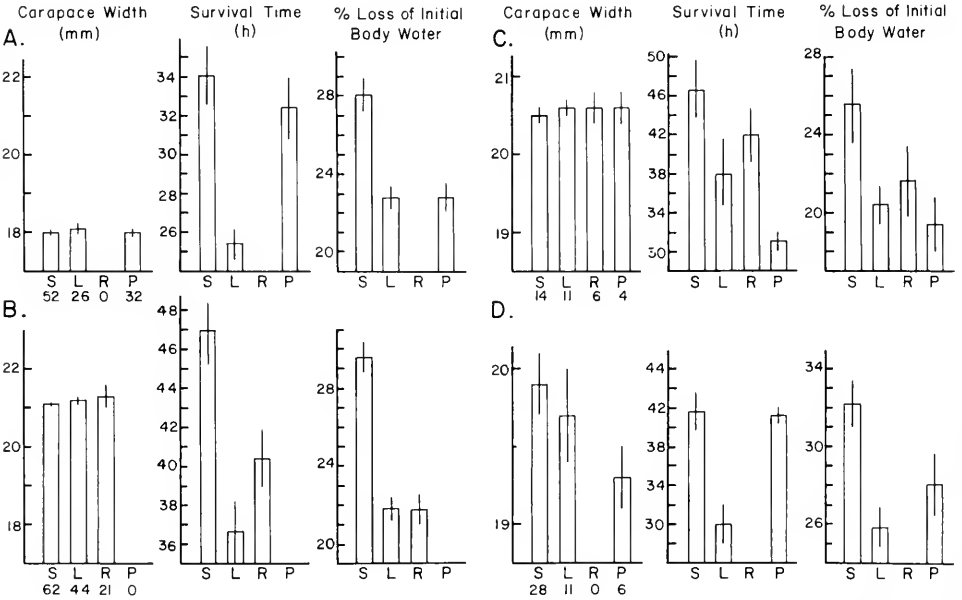 Carapace Width
(mm)
Survival Time
(h)
% Loss of Initial
Body Water
A.
22
20
18
S L R P
52 26 0 32
34
32
30
28
26
S L R P
28
24
20
S L R P
B.
22
20
18
S L R P
62 44 21 0
48
46
44
42
40
38
36
S L R P
28
24
20
S L R P
Carapace Width
(mm)
Survival Time
(h)
% Loss of Initial
Body Water
C.
21
20
19
S L R P
14 11 6 4
50
46
42
38
34
30
S L R P
28
24
20
S L R P
D.
20
19
S L R P
28 11 0 6
44
42
38
34
30
S L R P
34
30
26
S L R P